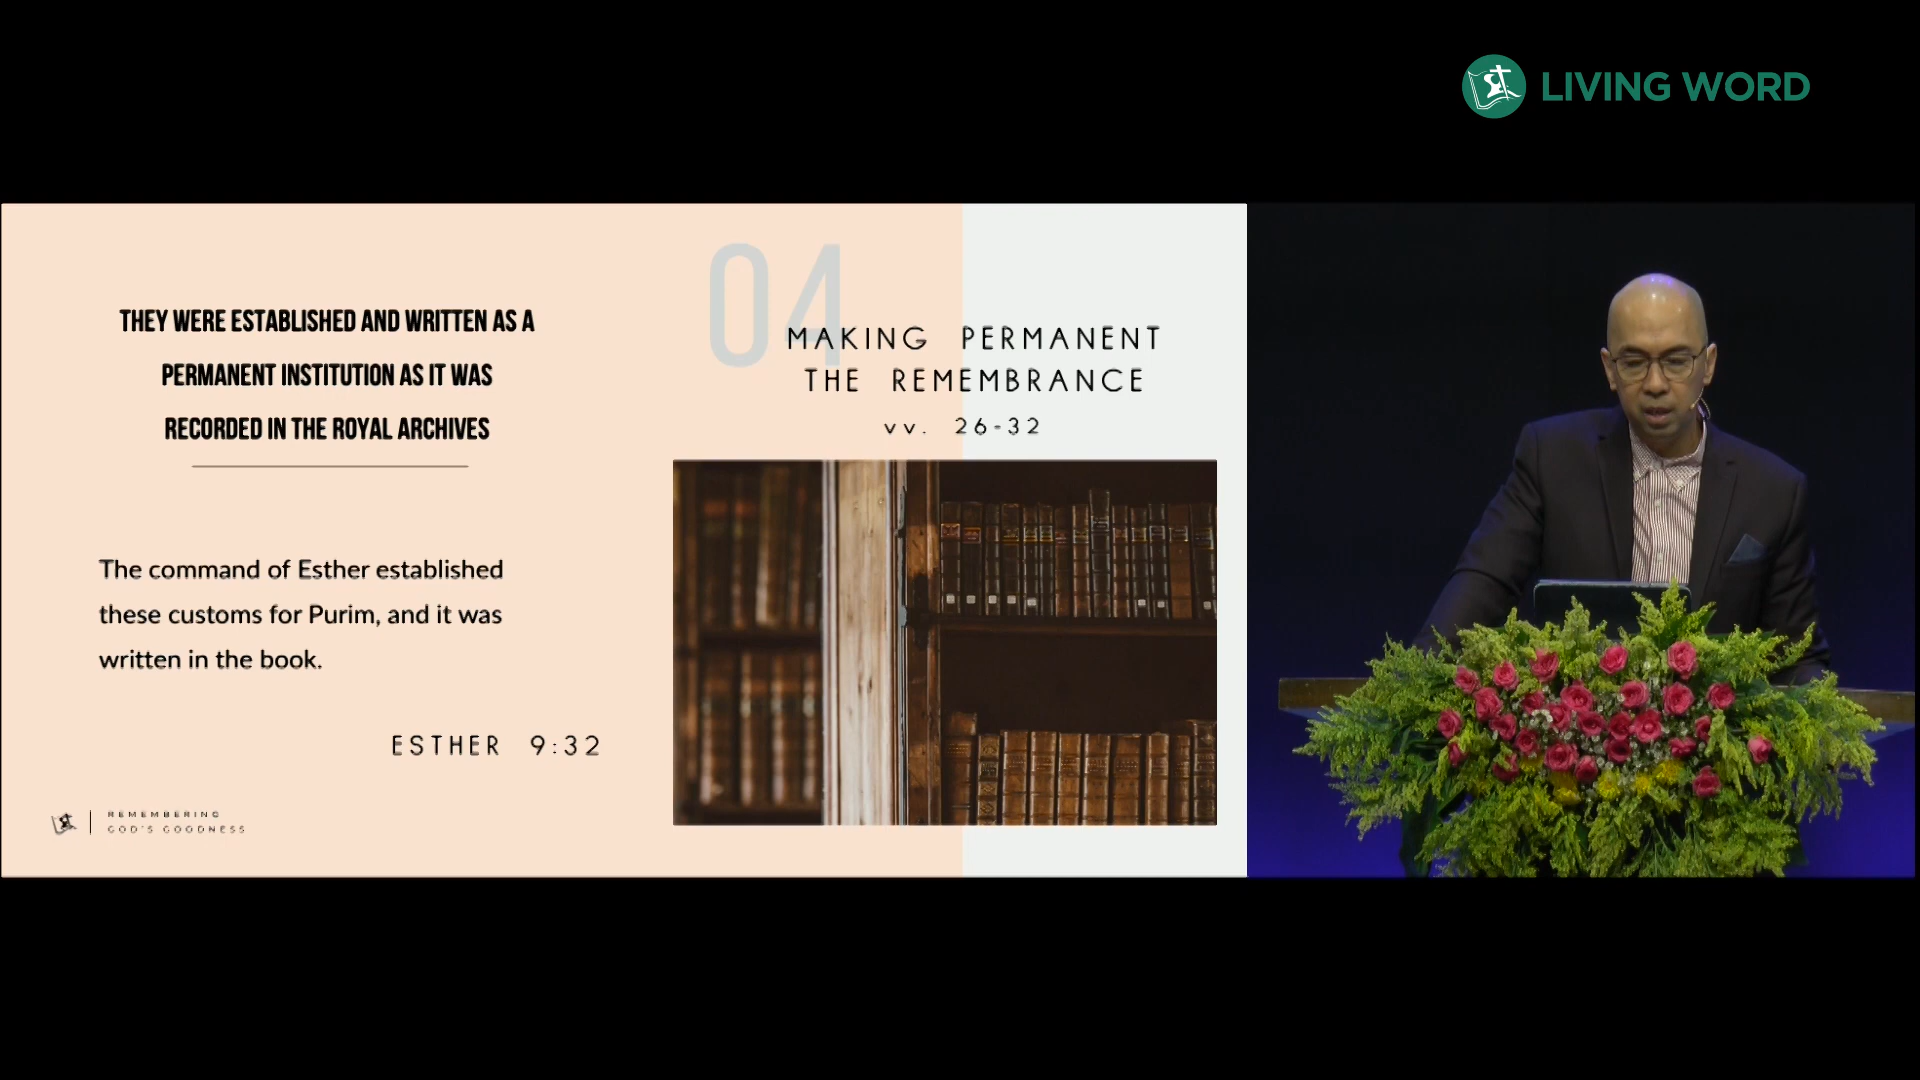 LIVING WORD
THEY WERE ESTABLISHED AND WRITTEN AS A
PERMANENT INSTITUTION AS IT WAS
RECORDED IN THE ROYAL ARCHIVES
The command of Esther established
these customs for Purim, and it was
written in the book.
ESTHER 9:32
REMEMBERING
GOD'S GOODNESS
04
MAKING PERMANENT
THE REMEMBRANCE
vv. 26-32